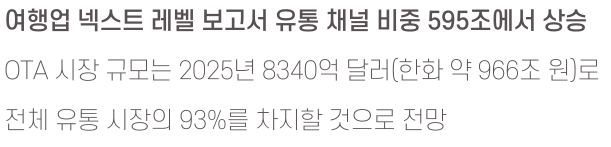 여행업 넥스트 레벨 보고서 유통 채널 비중 595조에서 상승
OTA 시장 규모는 2025년 8340억 달러(한화 약 966조 원)로
전체 유통 시장의 93%를 차지할 것으로 전망